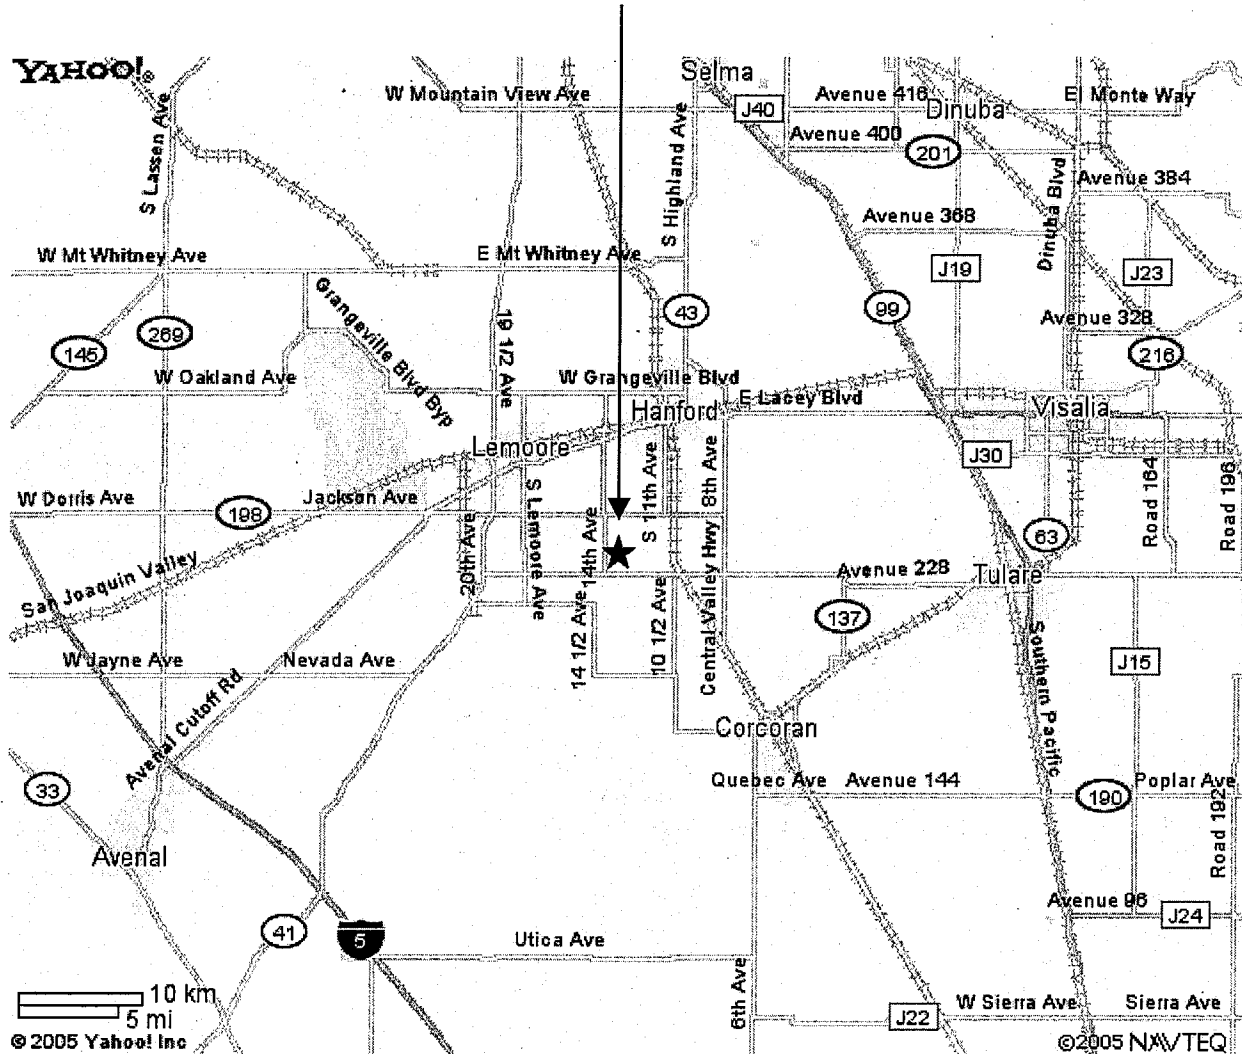 YAHOO!®
Selma
W Mountain View Ave
J40
Avenue 416
Dinuba
El Monte Way
Avenue 400
201
S Lassen Ave
S Highland Ave
Dinuba Blvd
Avenue 384
Avenue 368
W Mt Whitney Ave
E Mt Whitney Ave
J19
J23
Grangeville Blvd Byp
43
99
19 1/2 Ave
Avenue 328
269
145
216
W Oakland Ave
W Grangeville Blvd
Hanford
E Lacey Blvd
Visalia
Lemoore
J30
W Dorris Ave
Jackson Ave
198
S Lemoore Ave
20th Ave
14th Ave
S 11th Ave
8th Ave
Central Valley Hwy
Road 164
Road 196
63
San Joaquin Valley
Avenue 228
Tulare
137
14 1/2 Ave
10 1/2 Ave
W Jayne Ave
Nevada Ave
J15
Avenal Cutoff Rd
Southern Pacific
Corcoran
33
Quebec Ave
Avenue 144
190
Poplar Ave
Road 192
Avenal
Avenue 96
J24
41
5
Utica Ave
6th Ave
W Sierra Ave
Sierra Ave
J22
10 km
5 mi
© 2005 Yahoo! Inc
©2005 NAVTEQ